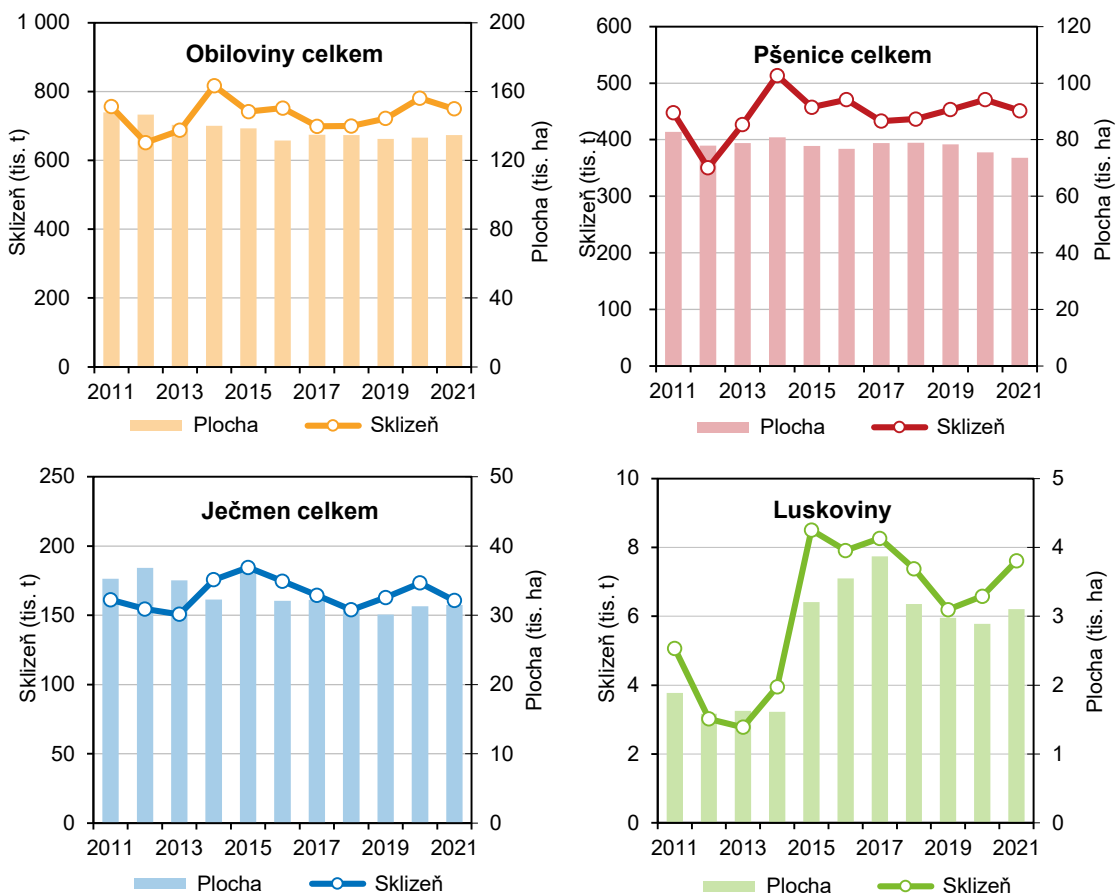 Obiloviny celkem
Sklizeň (tis. t)
1 000
800
600
400
200
0
Plocha (tis. ha)
200
160
120
80
40
0
2011 2013 2015 2017 2019 2021
Plocha Sklizeň
Pšenice celkem
Sklizeň (tis. t)
600
500
400
300
200
100
0
Plocha (tis. ha)
120
100
80
60
40
20
0
2011 2013 2015 2017 2019 2021
Plocha Sklizeň
Ječmen celkem
Sklizeň (tis. t)
250
200
150
100
50
0
Plocha (tis. ha)
50
40
30
20
10
0
2011 2013 2015 2017 2019 2021
Plocha Sklizeň
Luskoviny
Sklizeň (tis. t)
10
8
6
4
2
0
Plocha (tis. ha)
5
4
3
2
1
0
2011 2013 2015 2017 2019 2021
Plocha Sklizeň